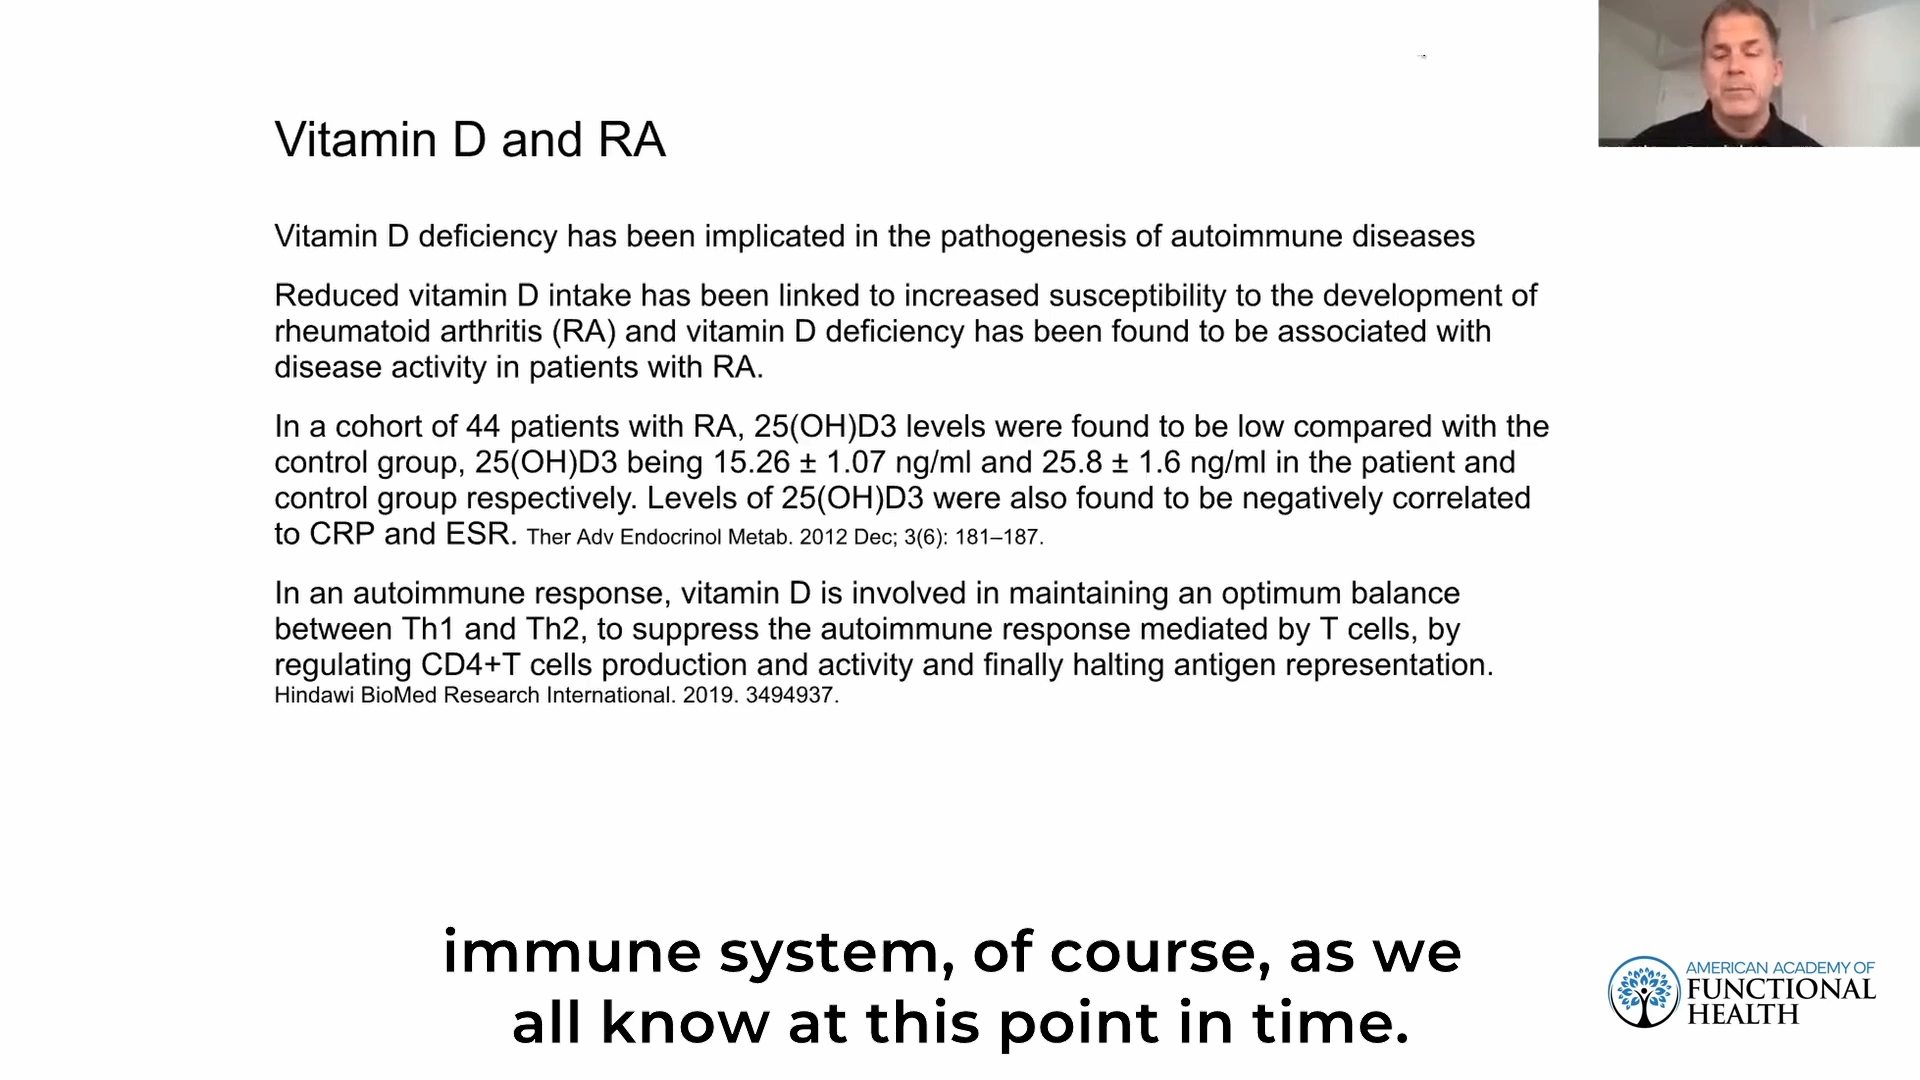 Vitamin D and RA
Vitamin D deficiency has been implicated in the pathogenesis of autoimmune diseases
Reduced vitamin D intake has been linked to increased susceptibility to the development of
rheumatoid arthritis (RA) and vitamin D deficiency has been found to be associated with
disease activity in patients with RA.
In a cohort of 44 patients with RA, 25(OH)D3 levels were found to be low compared with the
control group, 25(OH)D3 being 15.26 ± 1.07 ng/ml and 25.8 ± 1.6 ng/ml in the patient and
control group respectively. Levels of 25(OH)D3 were also found to be negatively correlated
to CRP and ESR. Ther Adv Endocrinol Metab. 2012 Dec; 3(6): 181–187.
In an autoimmune response, vitamin D is involved in maintaining an optimum balance
between Th1 and Th2, to suppress the autoimmune response mediated by T cells, by
regulating CD4+T cells production and activity and finally halting antigen representation.
Hindawi BioMed Research International. 2019. 3494937.
immune system, of course, as we
all know at this point in time.
AMERICAN ACADEMY OF
FUNCTIONAL
HEALTH